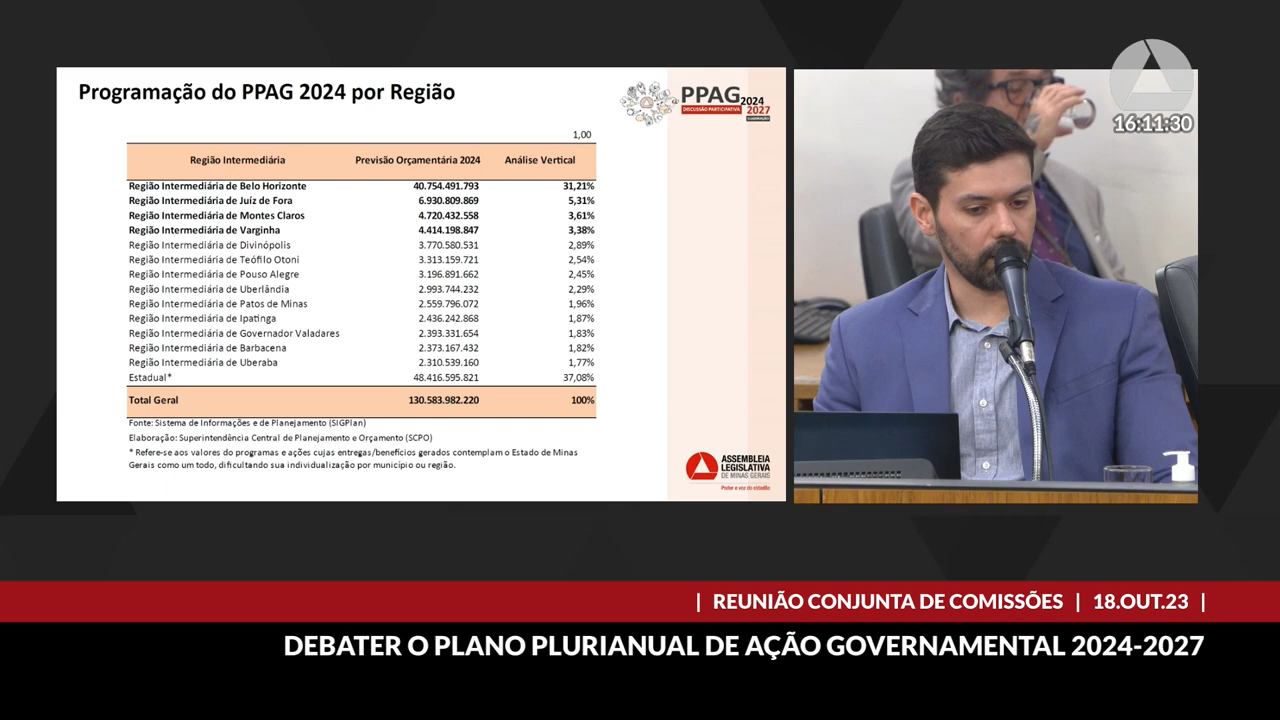 Programação do PPAG 2024 por Região
PPAG 2024
DISCUSSÃO PARTICIPATIVA 2027
1,00
Região Intermediária Previsão Orçamentária 2024 Análise Vertical
Região Intermediária de Belo Horizonte 40.754.491.793 31,21%
Região Intermediária de Juíz de Fora 6.930.809.869 5,31%
Região Intermediária de Montes Claros 4.720.432.558 3,61%
Região Intermediária de Varginha 4.414.198.847 3,38%
Região Intermediária de Divinópolis 3.770.580.531 2,89%
Região Intermediária de Teófilo Otoni 3.313.159.721 2,54%
Região Intermediária de Pouso Alegre 3.196.891.662 2,45%
Região Intermediária de Uberlândia 2.993.744.232 2,29%
Região Intermediária de Patos de Minas 2.559.796.072 1,96%
Região Intermediária de Ipatinga 2.436.242.868 1,87%
Região Intermediária de Governador Valadares 2.393.331.654 1,83%
Região Intermediária de Barbacena 2.373.167.432 1,82%
Região Intermediária de Uberaba 2.310.539.160 1,77%
Estadual* 48.416.595.821 37,08%
Total Geral 130.583.982.220 100%
Fonte: Sistema de Informações e de Planejamento (SIGPlan)
Elaboração: Superintendência Central de Planejamento e Orçamento (SCPO)
* Refere-se aos valores do programas e ações cujas entregas/benefícios gerados contemplam o Estado de Minas
Gerais como um todo, dificultando sua individualização por município ou região.
ASSEMBLEIA
LEGISLATIVA
DE MINAS GERAIS
Poder e voz do cidadão
16:11:30
| REUNIÃO CONJUNTA DE COMISSÕES | 18.OUT.23 |
DEBATER O PLANO PLURIANUAL DE AÇÃO GOVERNAMENTAL 2024-2027